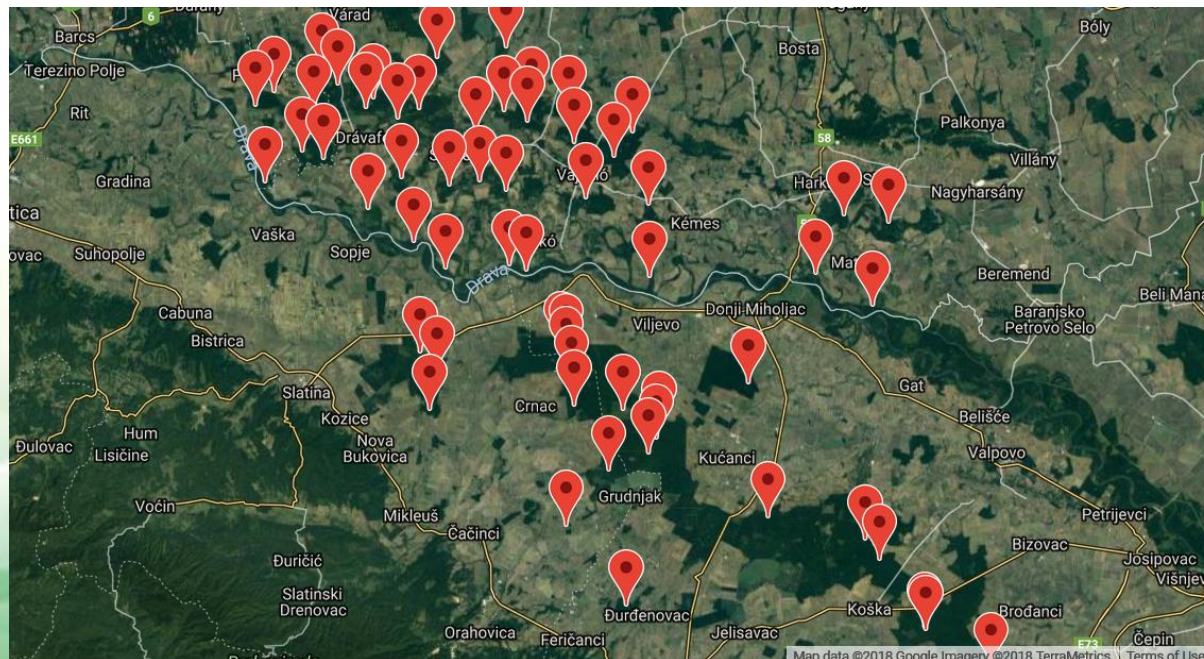 Várad
6
Barcs
Terezino Polje
Bosta
Bóly
Rit
E661
Drava
58
Palkonya
Villány
Gradina
Nagyharsány
Vaška
Sopje
Kémes
Suhopolje
Drava
Beremend
Cabuna
Donji Miholjac
Viljevo
Baranjsko
Petrovo Selo
Bistrica
Slatina
Crnac
Gat
Kozice
Belišće
Hum
Lisičine
Đulovac
Nova
Bukovica
Kućanci
Valpovo
Grudnjak
Voćin
Mikleuš
Čačinci
Petrijevci
Bizovac
Josipovac
Đuričić
Slatinski
Drenovac
Đurđenovac
Koška
Brođanci
Orahovica
Feričanci
Jelisavac
E73
Čepin
Map data ©2018 Google Imagery ©2018 TerraMetrics
Terms of Use